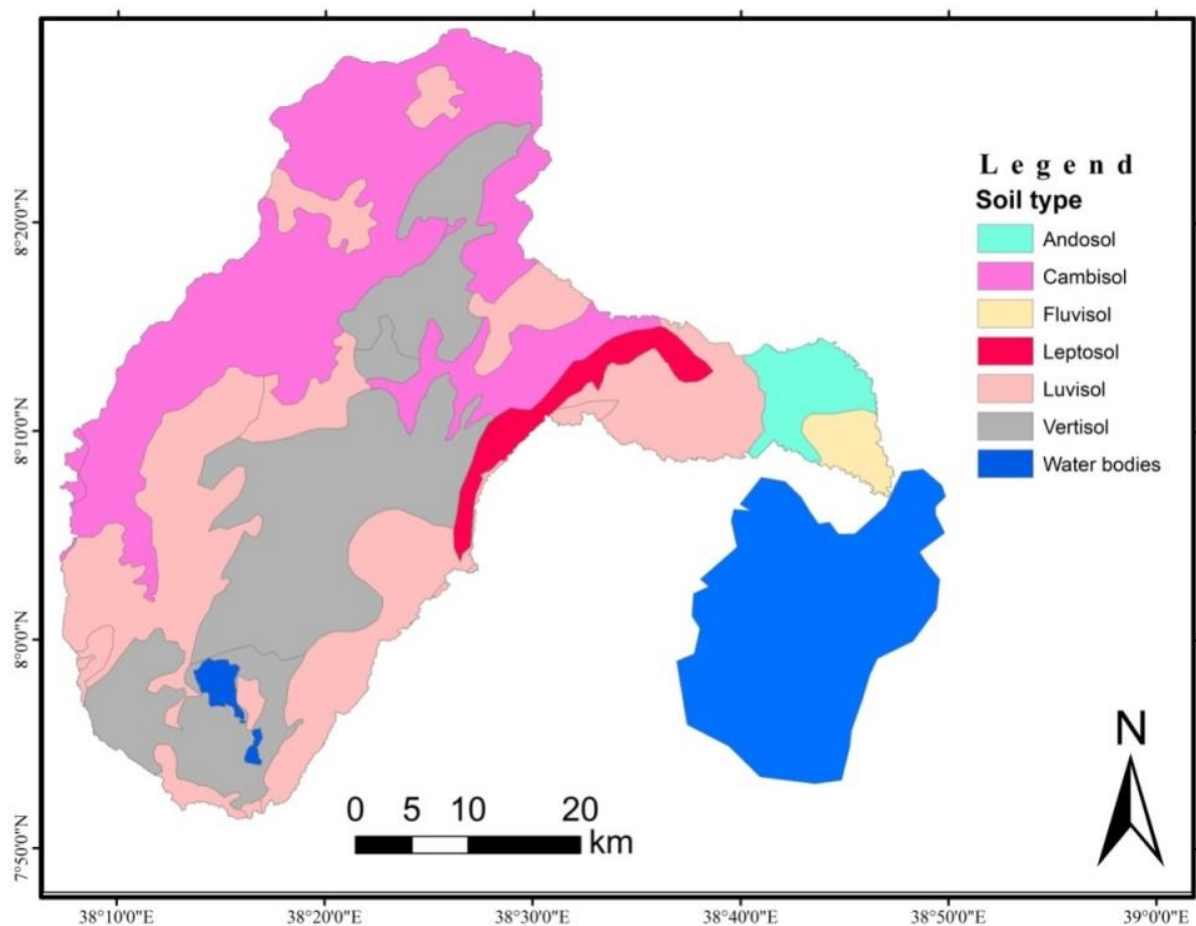 L e g e n d
Soil type
Andosol
Cambisol
Fluvisol
Leptosol
Luvisol
Vertisol
Water bodies
8°20'0"N
8°10'0"N
8°0'0"N
7°50'0"N
N
0 5 10 20
km
38°10'0"E 38°20'0"E 38°30'0"E 38°40'0"E 38°50'0"E 39°0'0"E